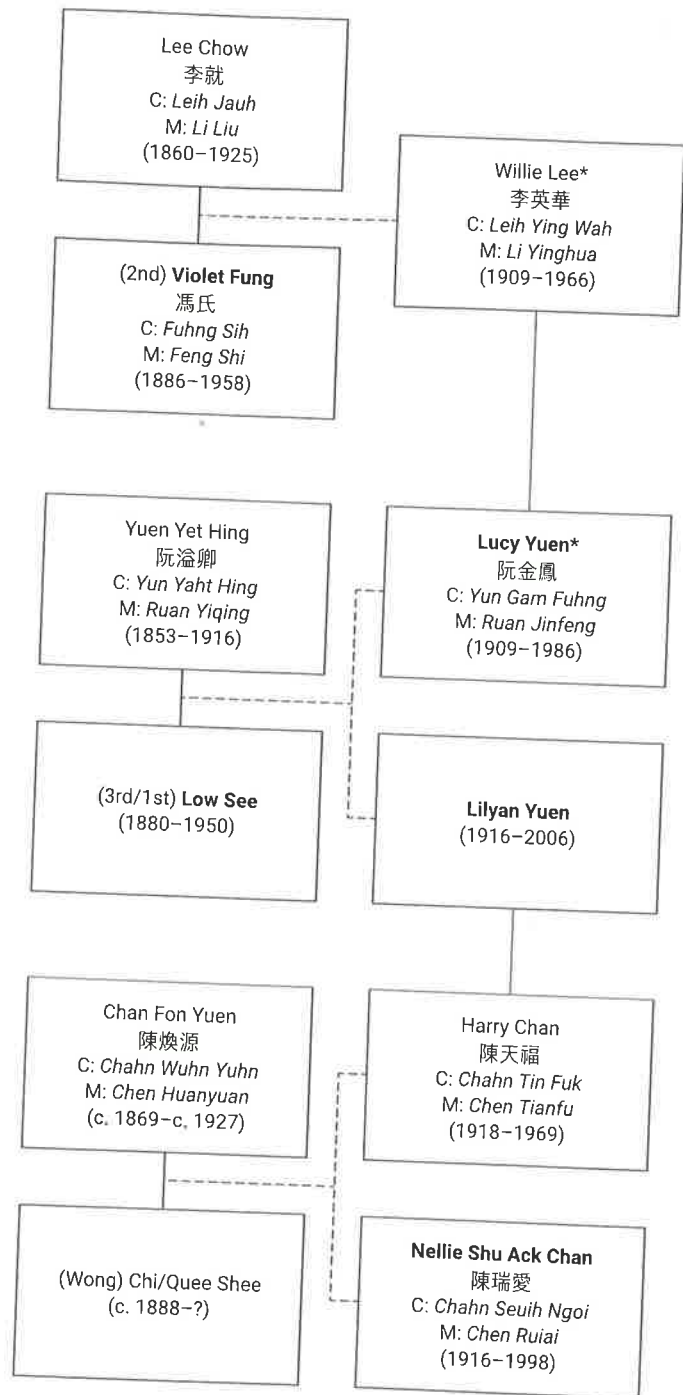 Lee Chow
李就
C: Leih Jauh
M: Li Liu
(1860–1925)
Willie Lee*
李英華
C: Leih Ying Wah
M: Li Yinghua
(1909–1966)
(2nd) Violet Fung
馮氏
C: Fuhng Sih
M: Feng Shi
(1886–1958)
Yuen Yet Hing
阮溢卿
C: Yun Yaht Hing
M: Ruan Yiqing
(1853–1916)
Lucy Yuen*
阮金鳳
C: Yun Gam Fuhng
M: Ruan Jinfeng
(1909–1986)
(3rd/1st) Low See
(1880–1950)
Lilyan Yuen
(1916–2006)
Chan Fon Yuen
陳煥源
C: Chahn Wuhn Yuhn
M: Chen Huanyuan
(c. 1869–c. 1927)
Harry Chan
陳天福
C: Chahn Tin Fuk
M: Chen Tianfu
(1918–1969)
(Wong) Chi/Quee Shee
(c. 1888–?)
Nellie Shu Ack Chan
陳瑞愛
C: Chahn Seuih Ngoi
M: Chen Ruiai
(1916–1998)